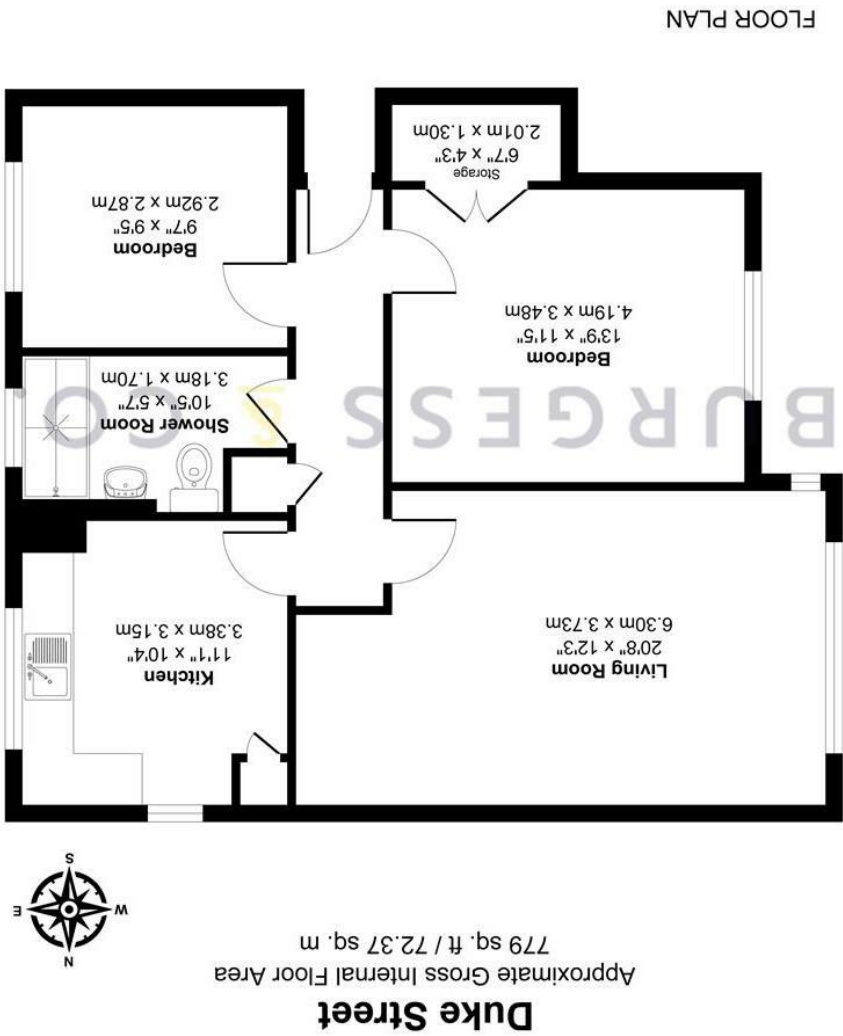 Duke Street
Approximate Gross Internal Floor Area
779 sq. ft / 72.37 sq. m
N
W
E
S
Living Room
20'8" x 12'3"
6.30m x 3.73m
Kitchen
11'1" x 10'4"
3.38m x 3.15m
BURGESS & CO.
Shower Room
10'5" x 5'7"
3.18m x 1.70m
Bedroom
13'9" x 11'5"
4.19m x 3.48m
Bedroom
9'7" x 9'5"
2.92m x 2.87m
Storage
6'7" x 4'3"
2.01m x 1.30m
FLOOR PLAN